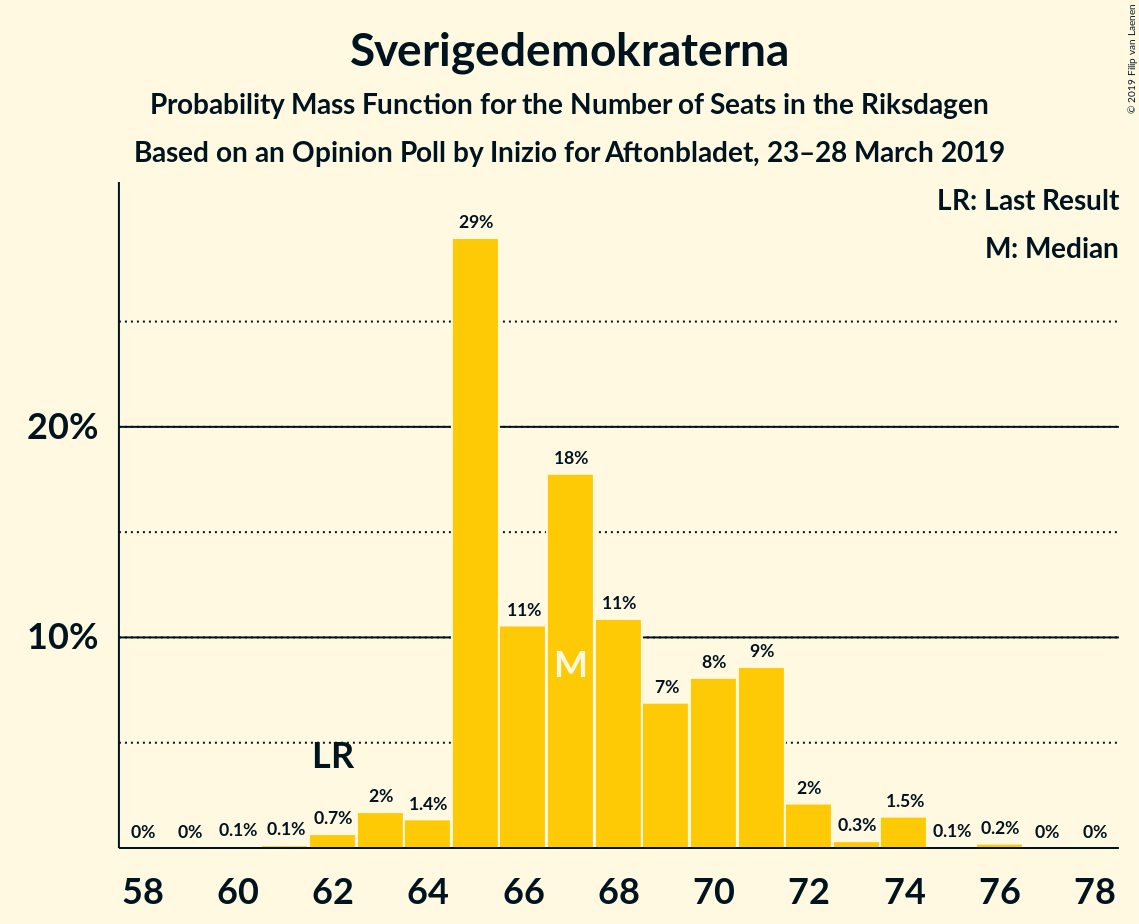 Sverigedemokraterna
Probability Mass Function for the Number of Seats in the Riksdagen
Based on an Opinion Poll by Inizio for Aftonbladet, 23–28 March 2019
© 2019 Filip van Laenen
LR: Last Result
M: Median
20%
10%
0%
0%
0.1%
0.1%
0.7%
2%
1.4%
29%
11%
18%
11%
7%
8%
9%
2%
0.3%
1.5%
0.1%
0.2%
0%
0%
LR
M
58 60 62 64 66 68 70 72 74 76 78